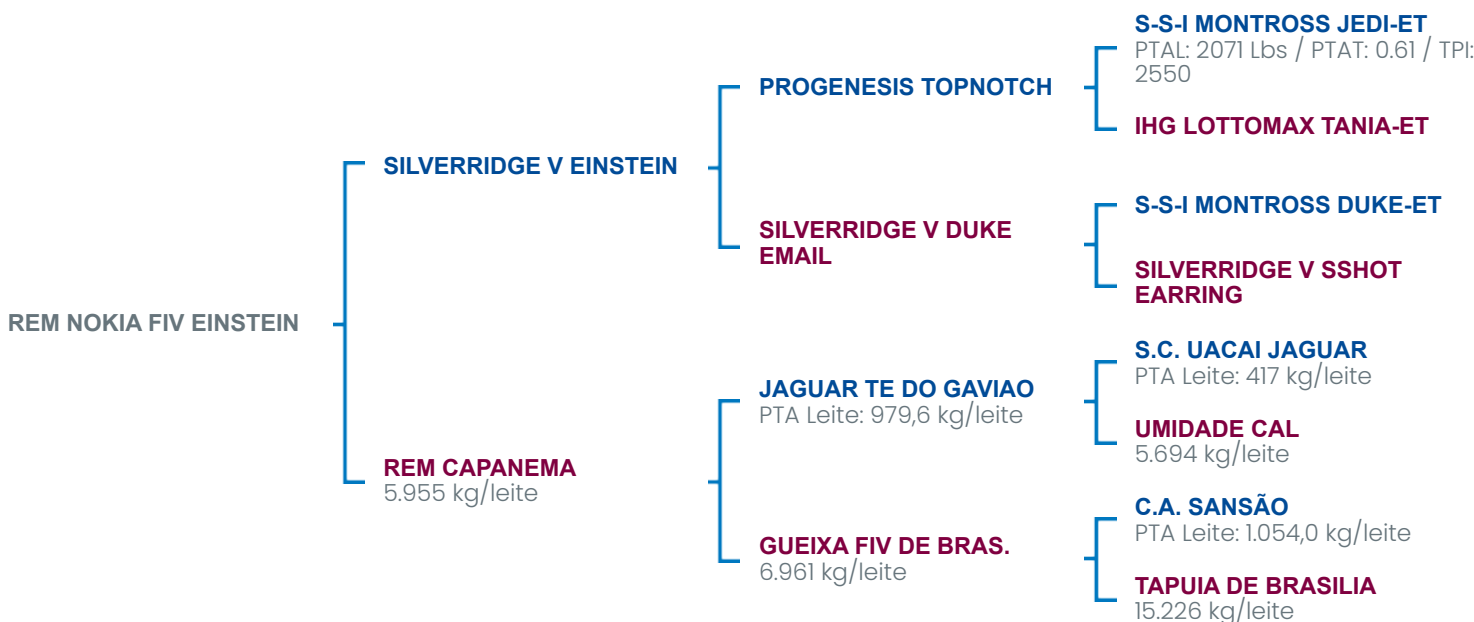 S-S-I MONTROSS JEDI-ET
PTAL: 2071 Lbs / PTAT: 0.61 / TPI:
2550
PROGENESIS TOPNOTCH
IHG LOTTOMAX TANIA-ET
SILVERRIDGE V EINSTEIN
S-S-I MONTROSS DUKE-ET
SILVERRIDGE V DUKE
EMAIL
SILVERRIDGE V SSHOT
EARRING
REM NOKIA FIV EINSTEIN
S.C. UACAI JAGUAR
PTA Leite: 417 kg/leite
JAGUAR TE DO GAVIAO
PTA Leite: 979,6 kg/leite
UMIDADE CAL
5.694 kg/leite
REM CAPANEMA
5.955 kg/leite
C.A. SANSÃO
PTA Leite: 1.054,0 kg/leite
GUEIXA FIV DE BRAS.
6.961 kg/leite
TAPUIA DE BRASILIA
15.226 kg/leite